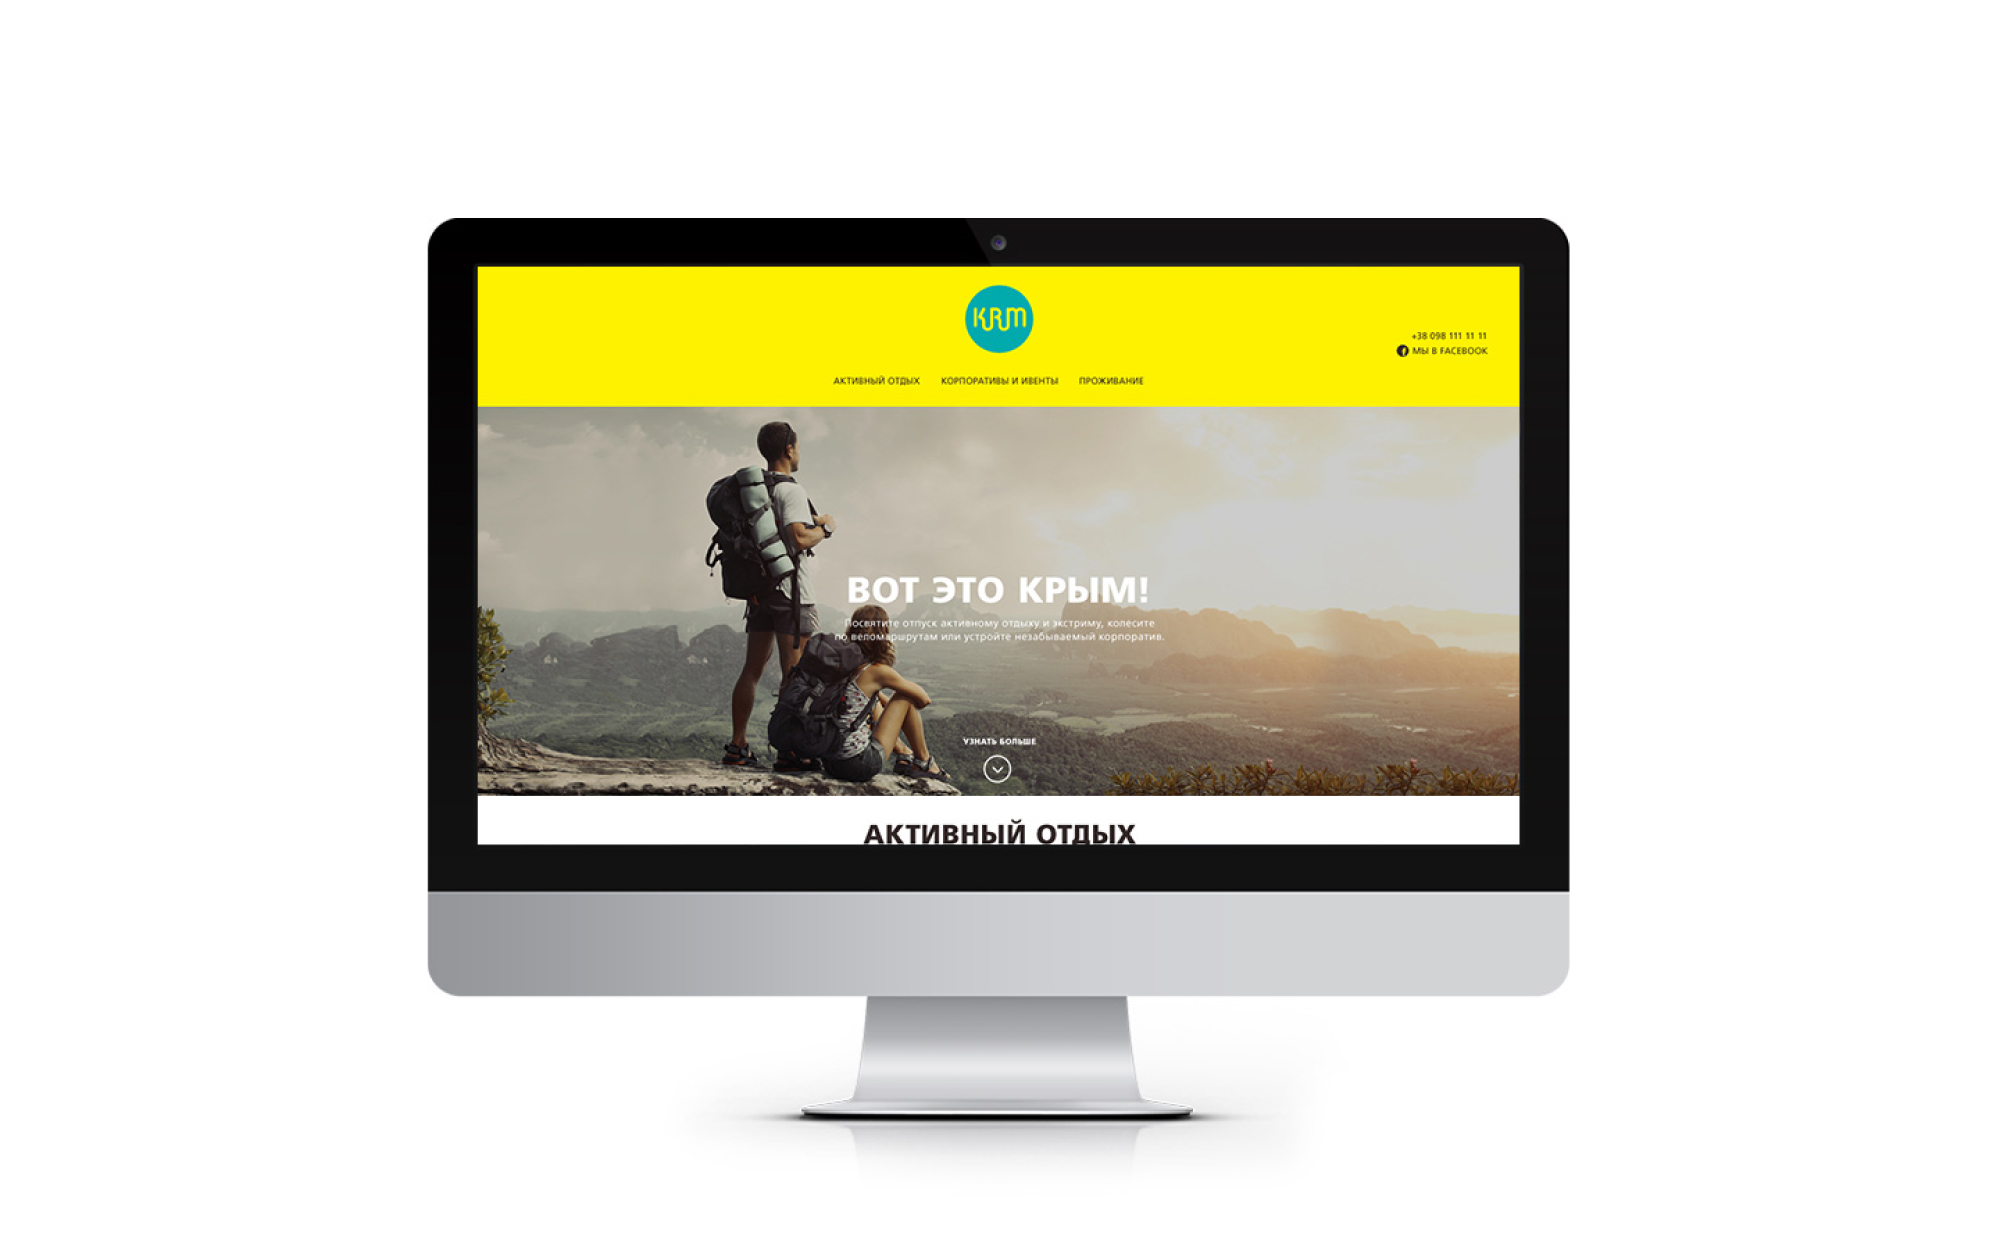 KRM
+38 098 111 11 11
МЫ В FACEBOOK
АКТИВНЫЙ ОТДЫХ КОРПОРАТИВЫ И ИВЕНТЫ ПРОЖИВАНИЕ
ВОТ ЭТО КРЫМ!
Посвятите отпуск активному отдыху и экстриму, колесите
по веломаршрутам или устройте незабываемый корпоратив.
УЗНАТЬ БОЛЬШЕ
АКТИВНЫЙ ОТДЫХ